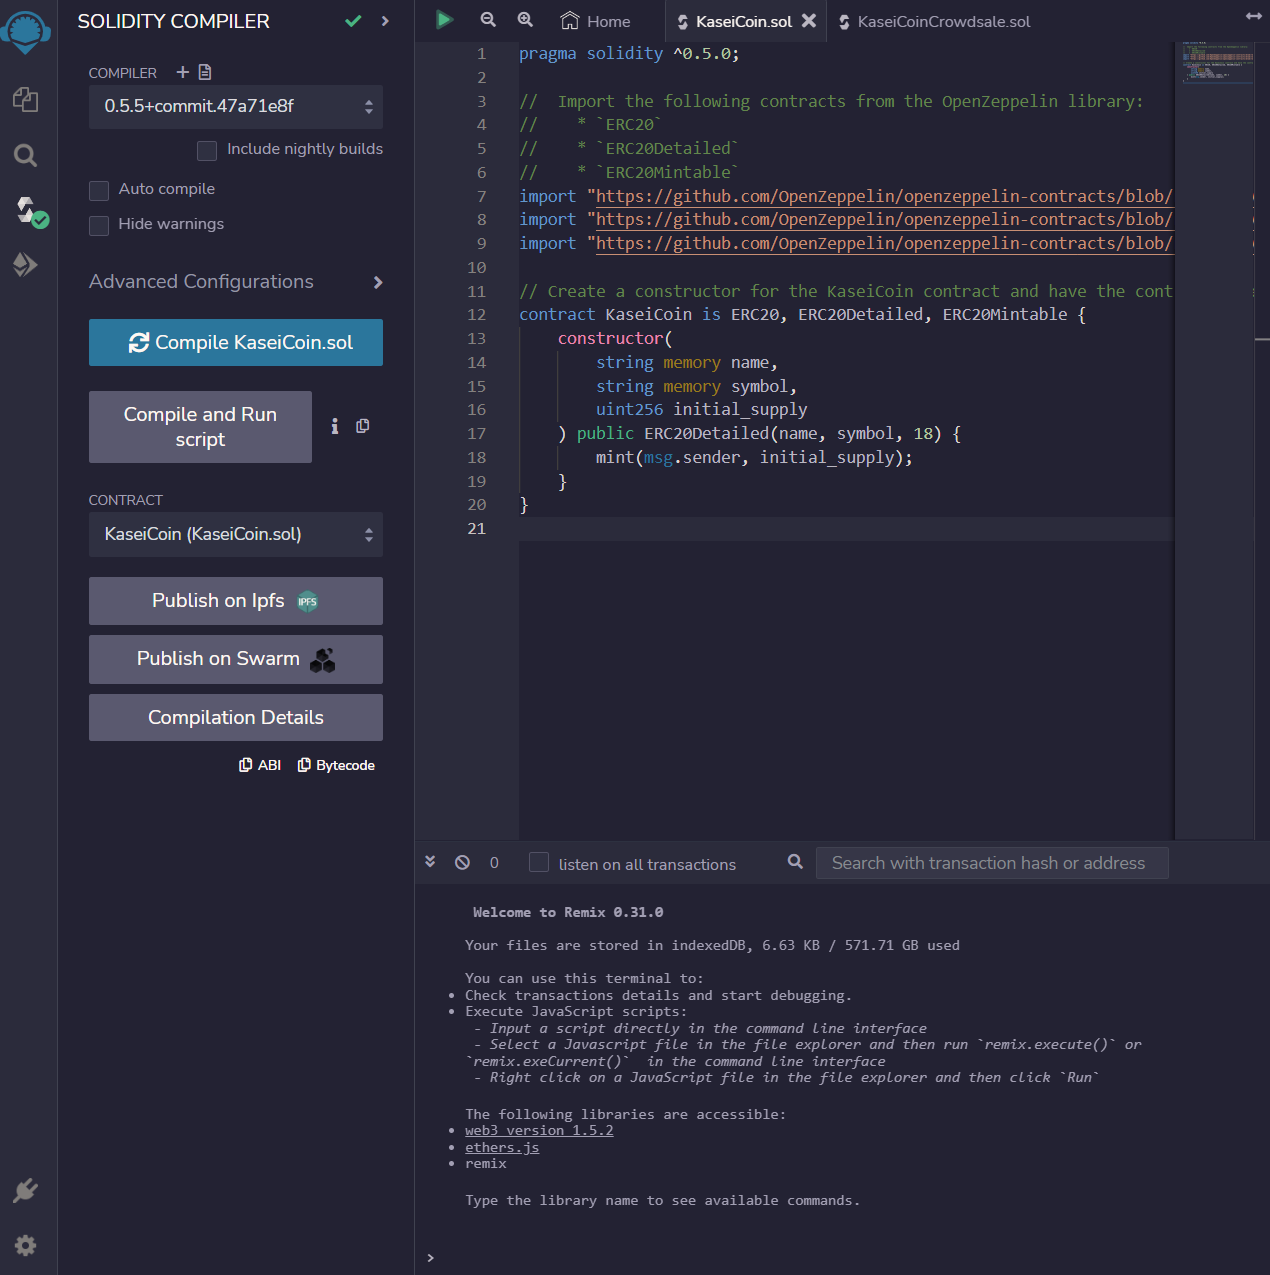 SOLIDITY COMPILER
COMPILER
0.5.5+commit.47a71e8f
Include nightly builds
Auto compile
Hide warnings
Advanced Configurations
Compile KaseiCoin.sol
Compile and Run
script
CONTRACT
KaseiCoin (KaseiCoin.sol)
Publish on Ipfs
IPFS
Publish on Swarm
Compilation Details
ABI
Bytecode
Home
KaseiCoin.sol
KaseiCoinCrowdsale.sol
1 pragma solidity ^0.5.0;
2
3 //  Import the following contracts from the OpenZeppelin library:
4 //    * `ERC20`
5 //    * `ERC20Detailed`
6 //    * `ERC20Mintable`
7 import "https://github.com/OpenZeppelin/openzeppelin-contracts/blob/
8 import "https://github.com/OpenZeppelin/openzeppelin-contracts/blob/
9 import "https://github.com/OpenZeppelin/openzeppelin-contracts/blob/
10
11 // Create a constructor for the KaseiCoin contract and have the cont
12 contract KaseiCoin is ERC20, ERC20Detailed, ERC20Mintable {
13     constructor(
14         string memory name,
15         string memory symbol,
16         uint256 initial_supply
17     ) public ERC20Detailed(name, symbol, 18) {
18         mint(msg.sender, initial_supply);
19     }
20 }
21
0
listen on all transactions
Search with transaction hash or address
Welcome to Remix 0.31.0
Your files are stored in indexedDB, 6.63 KB / 571.71 GB used
You can use this terminal to:
• Check transactions details and start debugging.
• Execute JavaScript scripts:
- Input a script directly in the command line interface
- Select a Javascript file in the file explorer and then run `remix.execute()` or
`remix.exeCurrent()`  in the command line interface
- Right click on a JavaScript file in the file explorer and then click `Run`
The following libraries are accessible:
• web3 version 1.5.2
• ethers.js
• remix
Type the library name to see available commands.
>